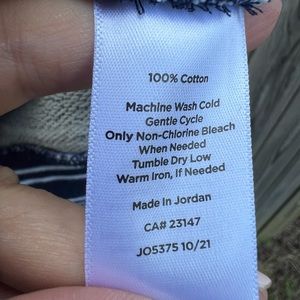 100% Cotton
Machine Wash Cold
Gentle Cycle
Only Non-Chlorine Bleach
When Needed
Tumble Dry Low
Warm Iron, If Needed
Made in Jordan
CA# 23147
JO5375 10/21